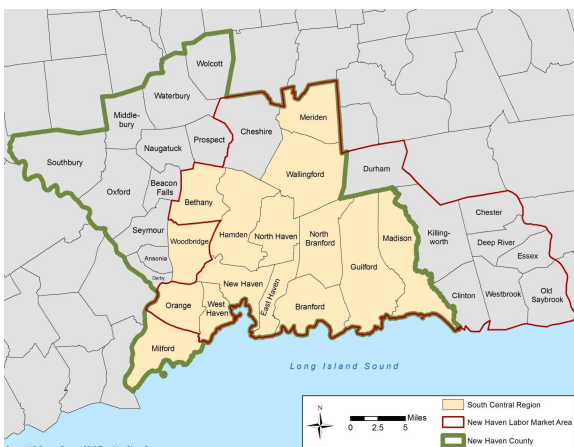 Wolcott
Waterbury
Middle-
bury
Meriden
Naugatuck
Prospect
Cheshire
Southbury
Wallingford
Durham
Oxford
Beacon
Falls
Bethany
Chester
Seymour
Woodbridge
Hamden
North Haven
North
Branford
Madison
Killing-
worth
Deep River
Ansonia
Essex
Derby
Guilford
New Haven
East Haven
Orange
West
Haven
Branford
Clinton
Westbrook
Old
Saybrook
Milford
Long Island Sound
N
Miles
0 2.5 5
South Central Region
New Haven Labor Market Area
New Haven County